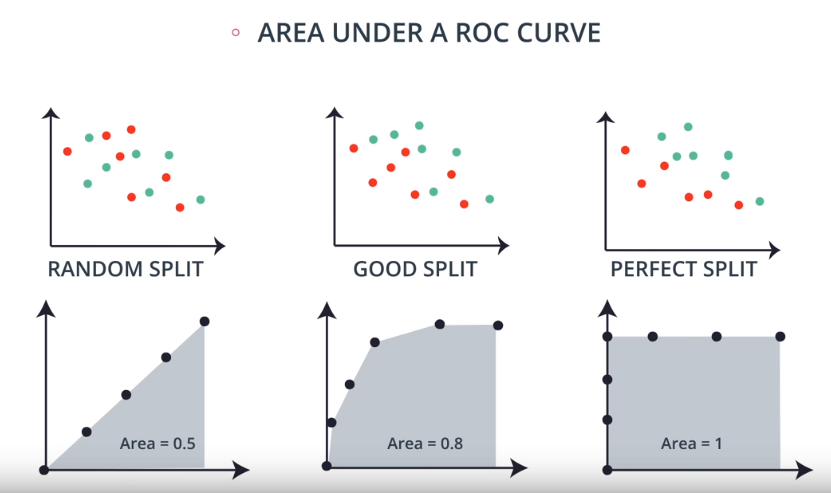 AREA UNDER A ROC CURVE
RANDOM SPLIT
GOOD SPLIT
PERFECT SPLIT
Area = 0.5
Area = 0.8
Area = 1